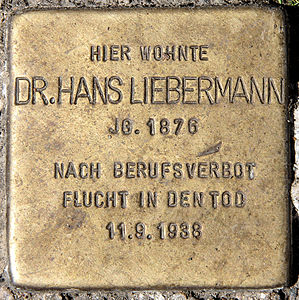 HIER WOHNTE
DR. HANS LIEBERMANN
JG. 1876
NACH BERUFSVERBOT
FLUCHT IN DEN TOD
11.9.1938